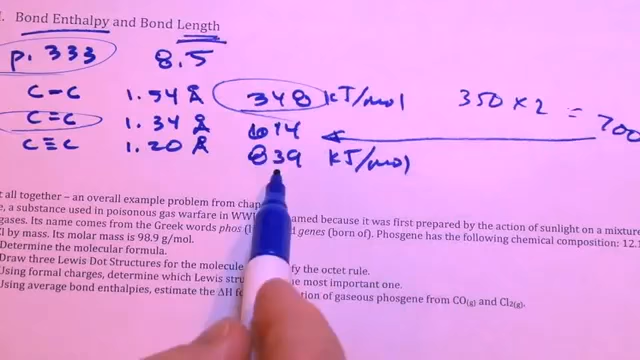 I. Bond Enthalpy and Bond Length
p. 333 8.5
C-C 1.54 Å 348 KJ/mol 350 × 2 = 700
C=C 1.34 Å 614
C≡C 1.20 Å 839 KJ/mol
t all together – an overall example problem from chap
e, a substance used in poisonous gas warfare in WW amed because it was first prepared by the action of sunlight on a mixture
gases. Its name comes from the Greek words phos (l d genes (born of). Phosgene has the following chemical composition: 12.1
Cl by mass. Its molar mass is 98.9 g/mol.
Determine the molecular formula.
Draw three Lewis Dot Structures for the molecule fy the octet rule.
Using formal charges, determine which Lewis stru he most important one.
Using average bond enthalpies, estimate the ΔH fo tion of gaseous phosgene from CO(g) and Cl2(g).